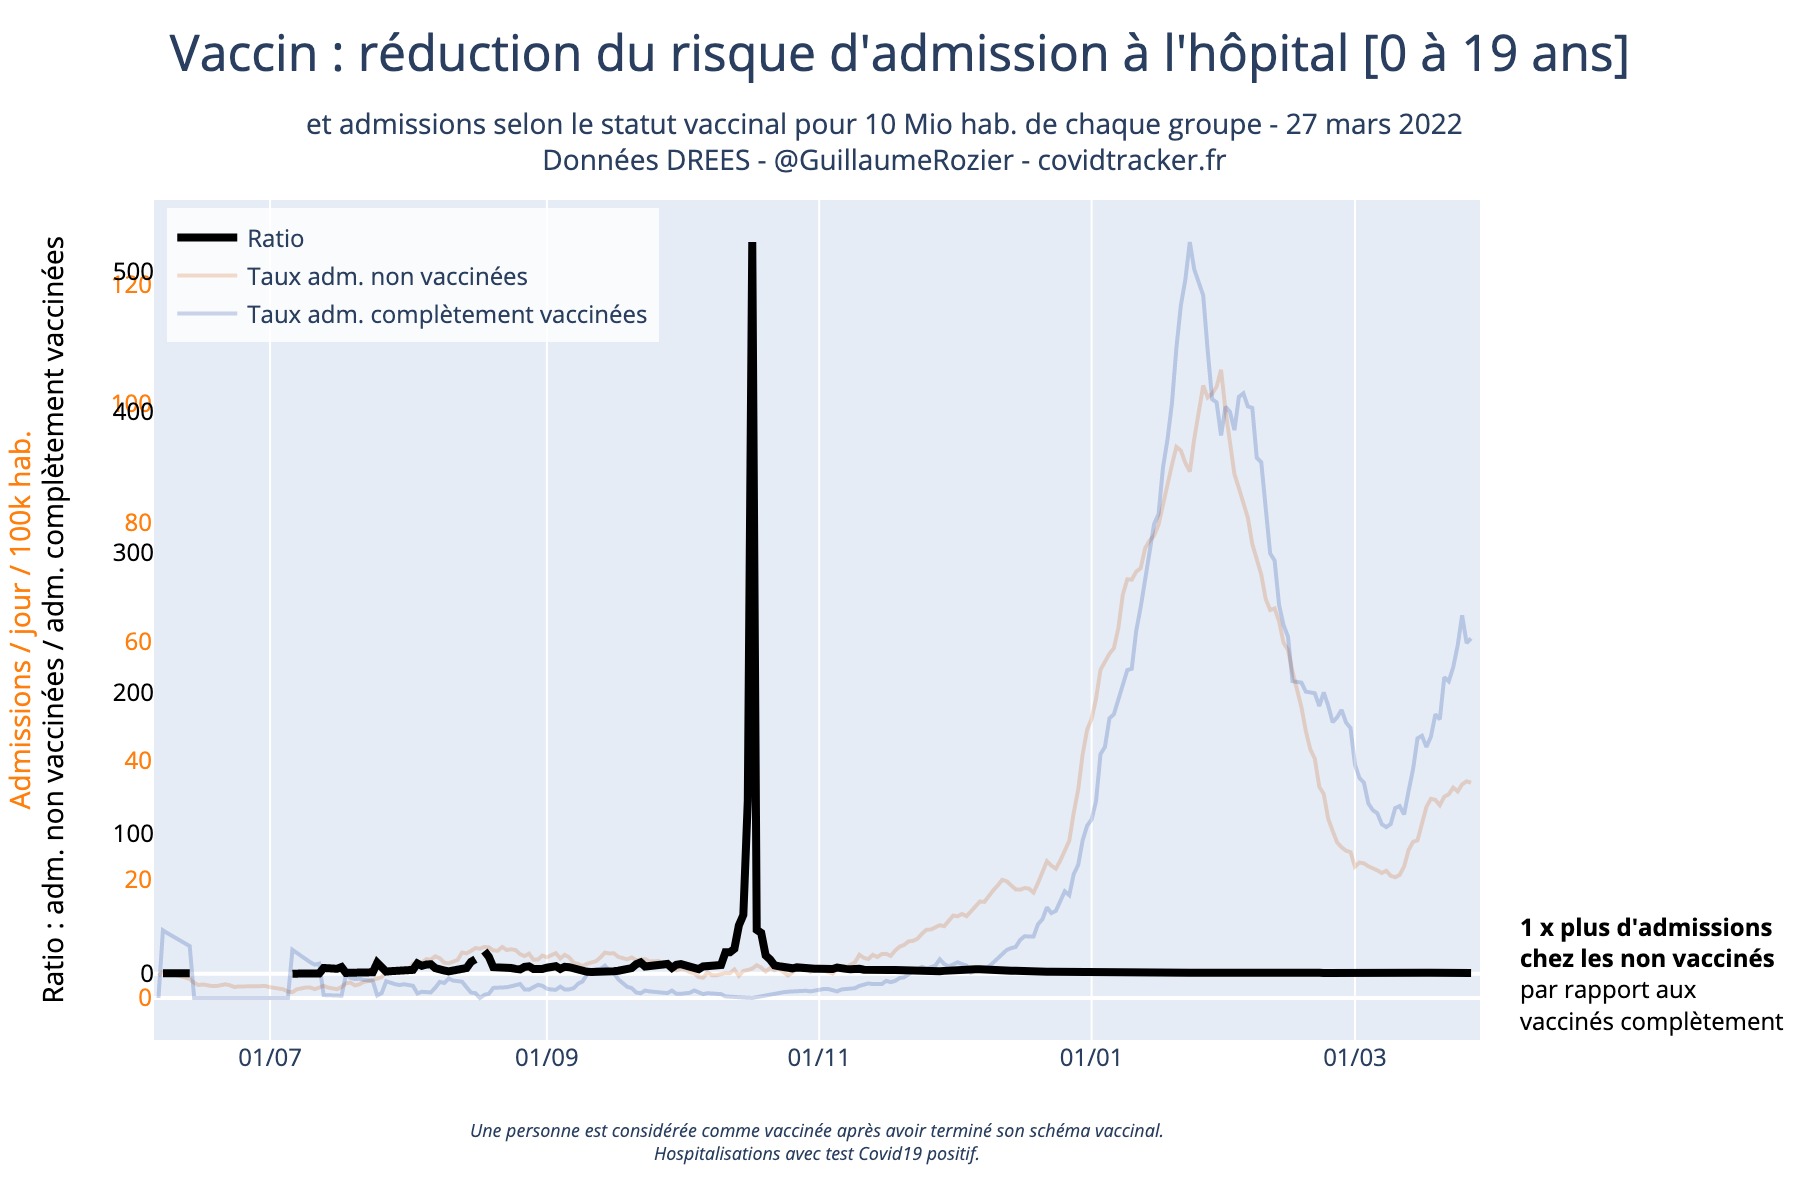 Vaccin : réduction du risque d'admission à l'hôpital [0 à 19 ans]
et admissions selon le statut vaccinal pour 10 Mio hab. de chaque groupe - 27 mars 2022
Données DREES - @GuillaumeRozier - covidtracker.fr
Admissions / jour / 100k hab.
Ratio : adm. non vaccinées / adm. complètement vaccinées
Ratio
Taux adm. non vaccinées
Taux adm. complètement vaccinées
500
120
100
400
80
300
60
200
40
100
20
0
0
01/07
01/09
01/11
01/01
01/03
1 x plus d'admissions
chez les non vaccinés
par rapport aux
vaccinés complètement
Une personne est considérée comme vaccinée après avoir terminé son schéma vaccinal.
Hospitalisations avec test Covid19 positif.